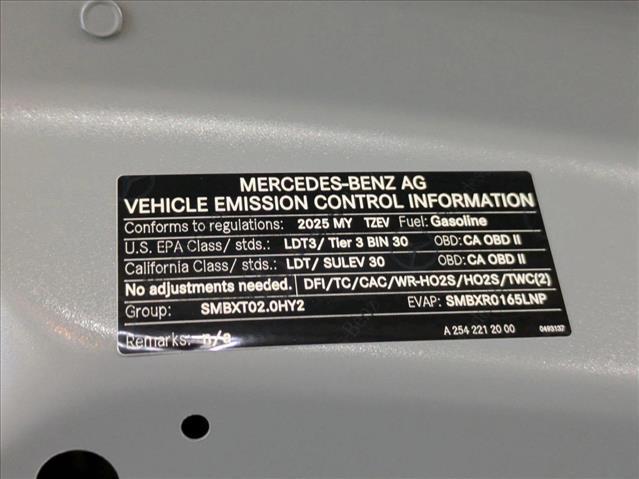 MERCEDES-BENZ AG
VEHICLE EMISSION CONTROL INFORMATION
Conforms to regulations: 2025 MY TZEV Fuel: Gasoline
U.S. EPA Class/ stds.: LDT3/ Tier 3 BIN 30 OBD: CA OBD II
California Class/ stds.: LDT/ SULEV 30 OBD: CA OBD II
No adjustments needed. DFI/TC/CAC/WR-HO2S/HO2S/TWC(2)
Group: SMBXT02.0HY2 EVAP: SMBXR0165LNP
Remarks: n/a A 254 221 20 00 0493137